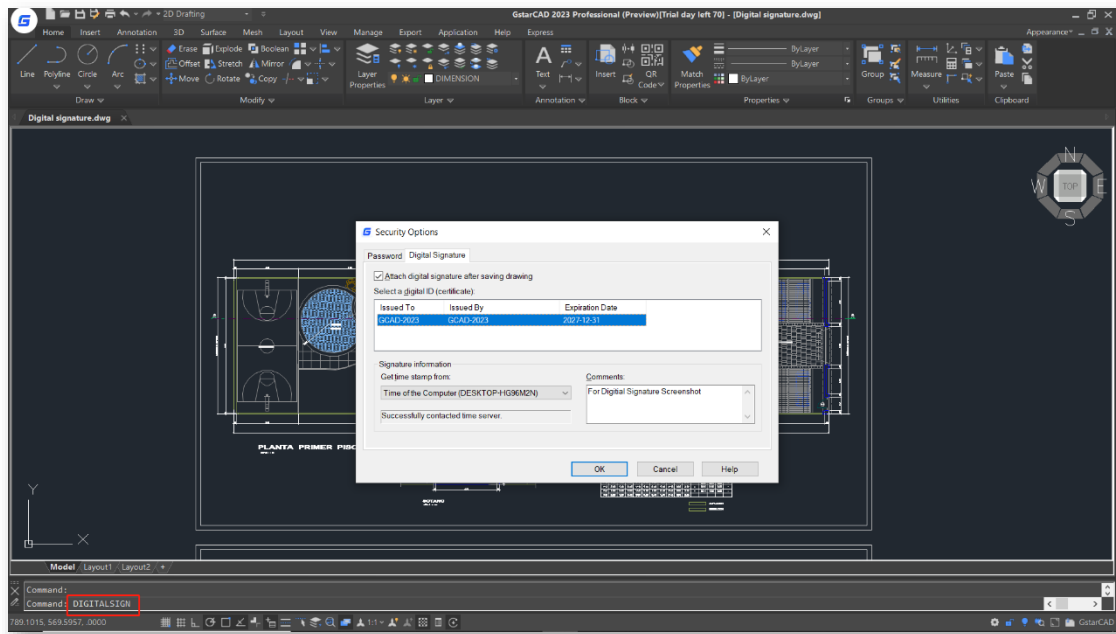 2D Drafting
GstarCAD 2023 Professional (Preview)[Trial day left 70] - [Digital signature.dwg]
Home Insert Annotation 3D Surface Mesh Layout View Manage Export Application Help Express Appearance
Line Polyline Circle Arc
Erase Explode Boolean
Offset Stretch Mirror
Move Rotate Copy
Layer Properties
DIMENSION
Text
Insert
QR Code
Match Properties
ByLayer
ByLayer
ByLayer
Group
Measure
Paste
Draw Modify Layer Annotation Block Properties Groups Utilities Clipboard
Digital signature.dwg
N
W TOP E
S
Security Options
Password Digital Signature
Attach digital signature after saving drawing
Select a digital ID (certificate):
Issued To Issued By Expiration Date
GCAD-2023 GCAD-2023 2027-12-31
Signature information
Get time stamp from: Comments:
Time of the Computer (DESKTOP-HG96M2N) For Digitial Signature Screenshot
Successfully contacted time server.
OK Cancel Help
PLANTA PRIMER PISO
Y
X
Model Layout1 Layout2 +
Command:
Command: DIGITALSIGN
789.1015, 569.5957, .0000
1:1
GstarCAD